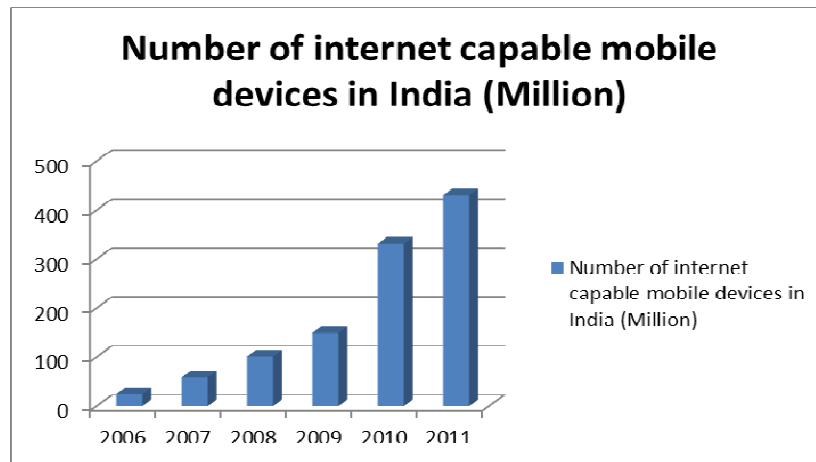 Number of internet capable mobile
devices in India (Million)
500
400
300
200
100
0
2006 2007 2008 2009 2010 2011
Number of internet
capable mobile devices in
India (Million)